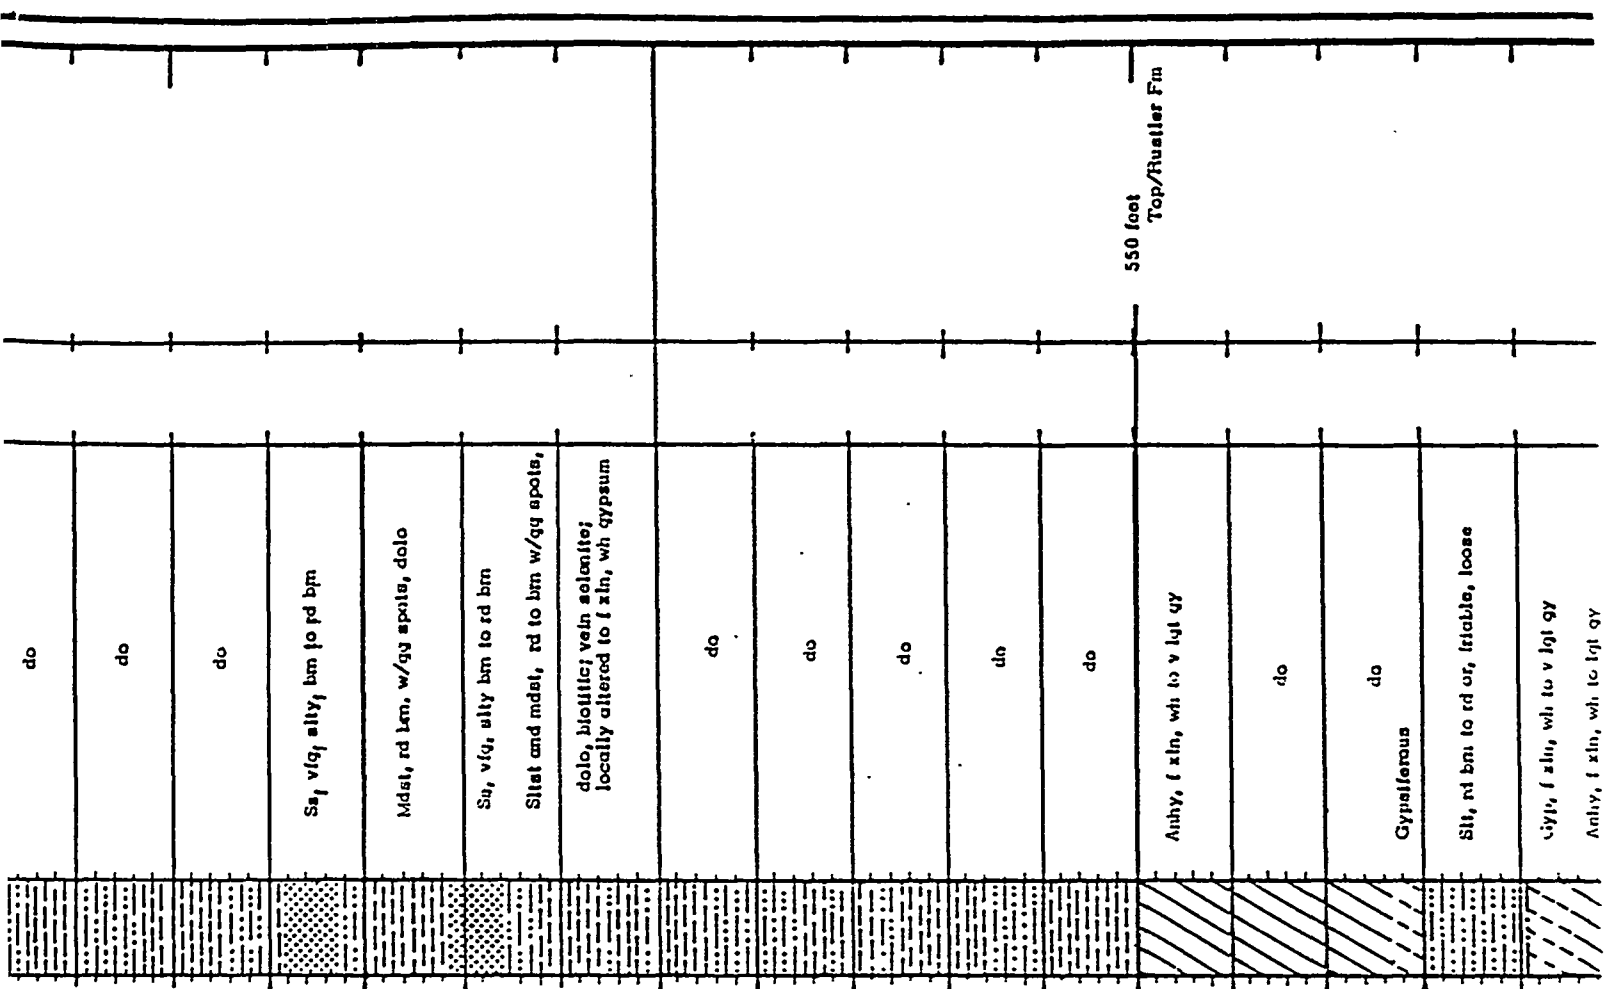 550 feet
Top/Rustler Fm
do
do
do
Ss, vfg, slty, brn to rd brn
Mdst, rd brn, w/gg spots, dolo
Ss, vfg, slty brn to rd brn
Sltst and mdst, rd to brn w/gg spots,
dolo, biotitic; vein selenite;
locally altered to f xln, wh gypsum
do
do
do
do
do
Anhy, f xln, wh to v lgt gy
do
do
Gypsiferous
Slt, rd brn to rd or, friable, loose
Gyp, f xln, wh to v lgt gy
Anhy, f xln, wh to lgt gy